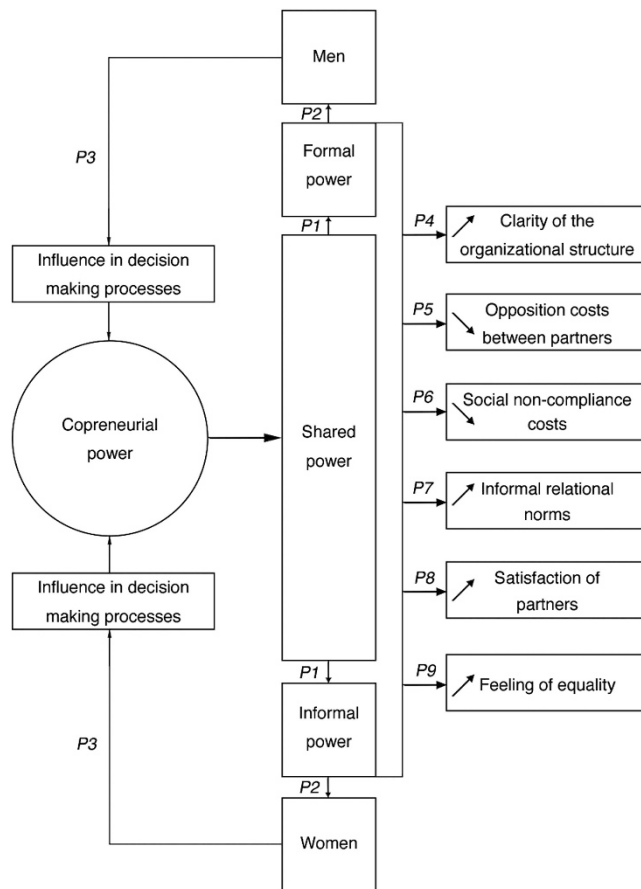 Men
P2
P3
Formal
power
P1
P4
Clarity of the
organizational structure
Influence in decision
making processes
P5
Opposition costs
between partners
P6
Social non-compliance
costs
Copreneurial
power
Shared
power
P7
Informal relational
norms
P8
Satisfaction of
partners
Influence in decision
making processes
P1
P9
Feeling of equality
Informal
power
P3
P2
Women